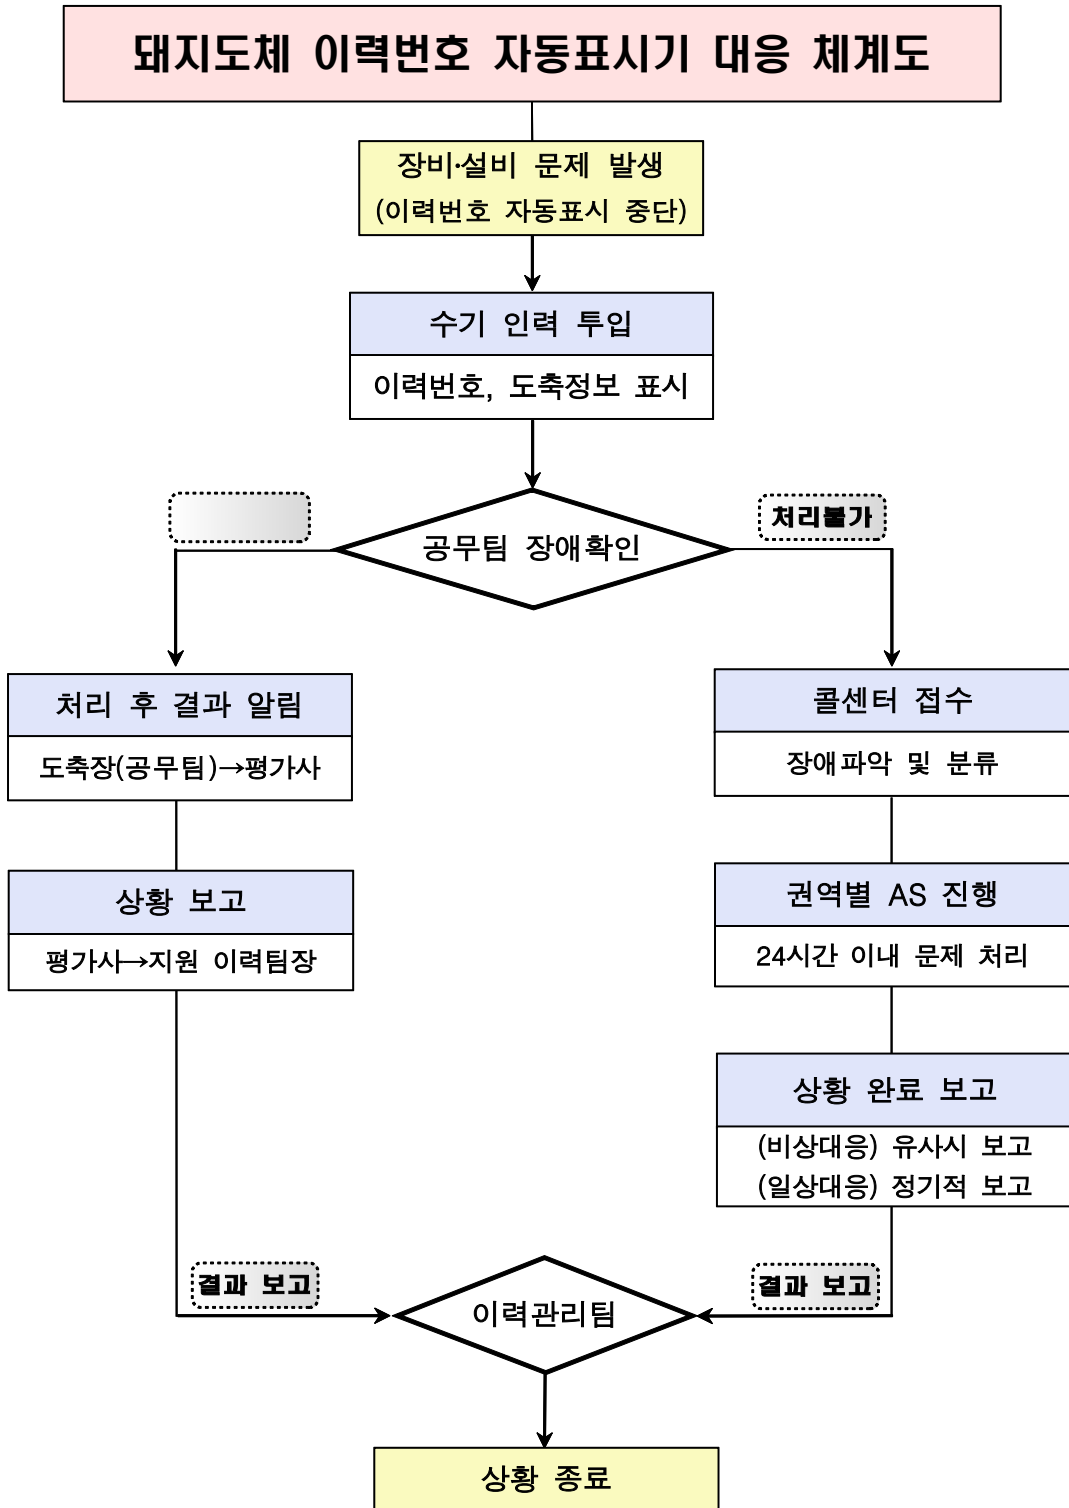 돼지도체 이력번호 자동표시기 대응 체계도
장비·설비 문제 발생
(이력번호 자동표시 중단)
수기 인력 투입
이력번호, 도축정보 표시
공무팀 장애확인
처리불가
처리 후 결과 알림
도축장(공무팀)→평가사
상황 보고
평가사→지원 이력팀장
콜센터 접수
장애파악 및 분류
권역별 AS 진행
24시간 이내 문제 처리
상황 완료 보고
(비상대응) 유사시 보고
(일상대응) 정기적 보고
결과 보고
결과 보고
이력관리팀
상황 종료